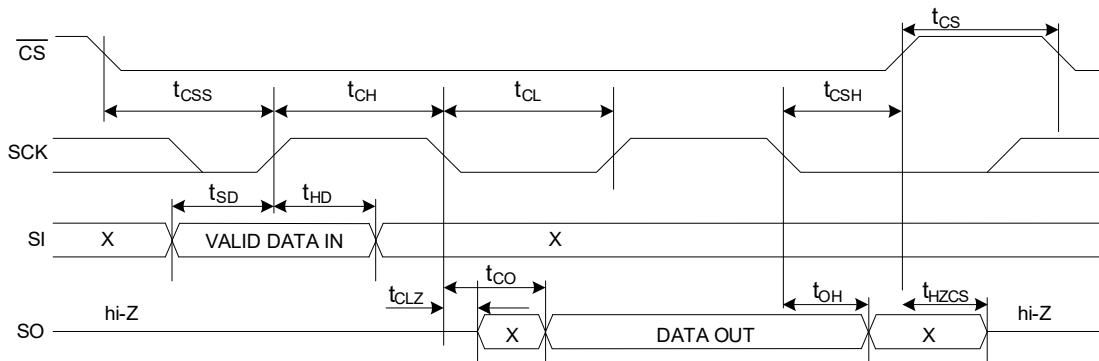 tCS
CS
tCSS
tCH
tCL
tCSH
SCK
tSD
tHD
SI
X
VALID DATA IN
X
tCO
tCLZ
tOH
tHZCS
hi-Z
SO
X
DATA OUT
X
hi-Z